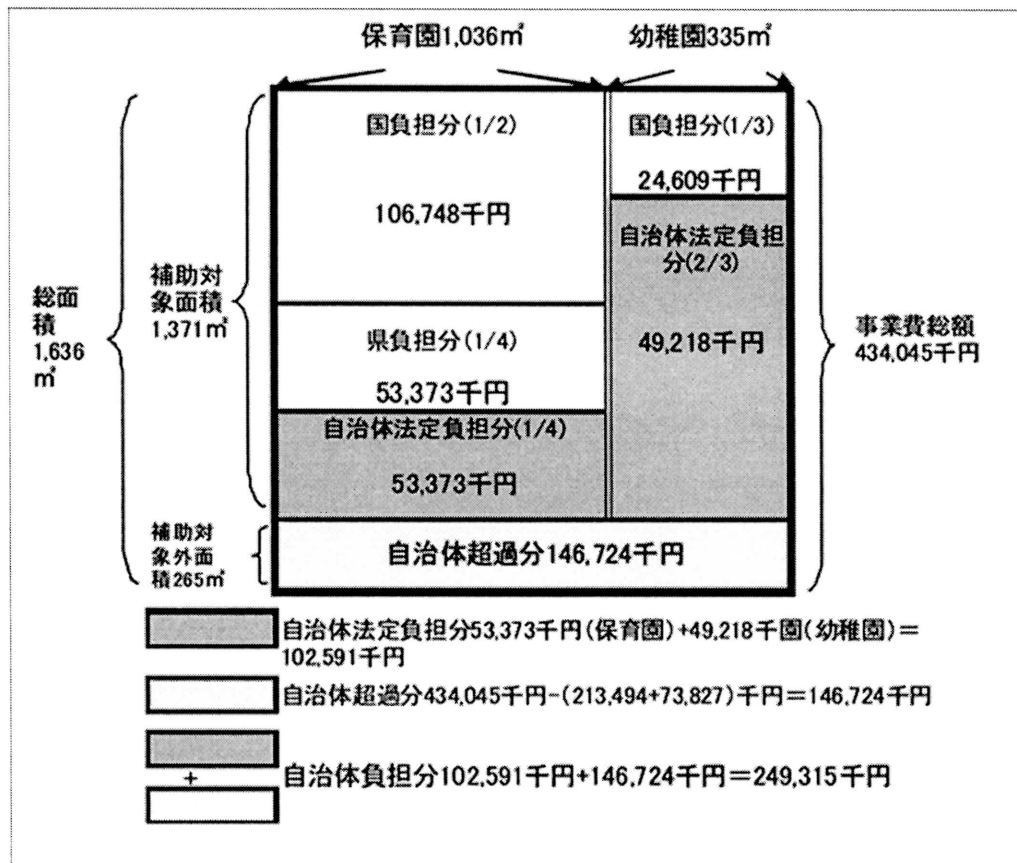 保育園1,036㎡
幼稚園335㎡
国負担分(1/2)
106,748千円
県負担分(1/4)
53,373千円
自治体法定負担分(1/4)
53,373千円
国負担分(1/3)
24,609千円
自治体法定負担
分(2/3)
49,218千円
総面
積
1,636
㎡
補助対
象面積
1,371㎡
補助対
象外面
積265㎡
自治体超過分146,724千円
事業費総額
434,045千円
自治体法定負担分53,373千円(保育園)+49,218千園(幼稚園)=
102,591千円
自治体超過分434,045千円-(213,494+73,827)千円=146,724千円
+
自治体負担分102,591千円+146,724千円=249,315千円